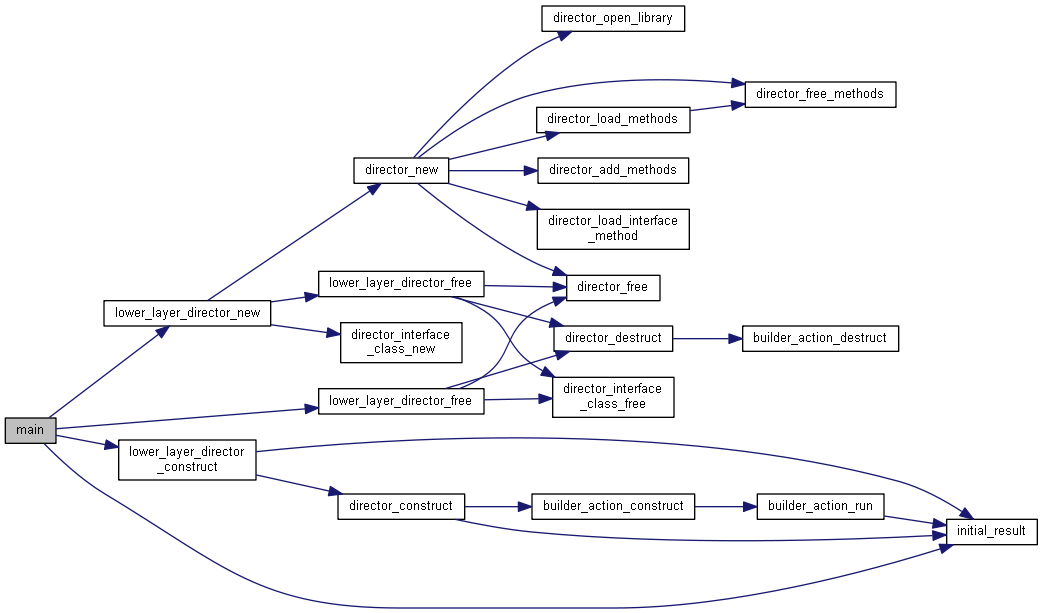 director_open_library
director_free_methods
director_load_methods
director_new
director_add_methods
director_load_interface
_method
lower_layer_director_free
director_free
lower_layer_director_new
director_interface
_class_new
director_destruct
builder_action_destruct
director_interface
_class_free
lower_layer_director_free
main
lower_layer_director
_construct
director_construct
builder_action_construct
builder_action_run
initial_result